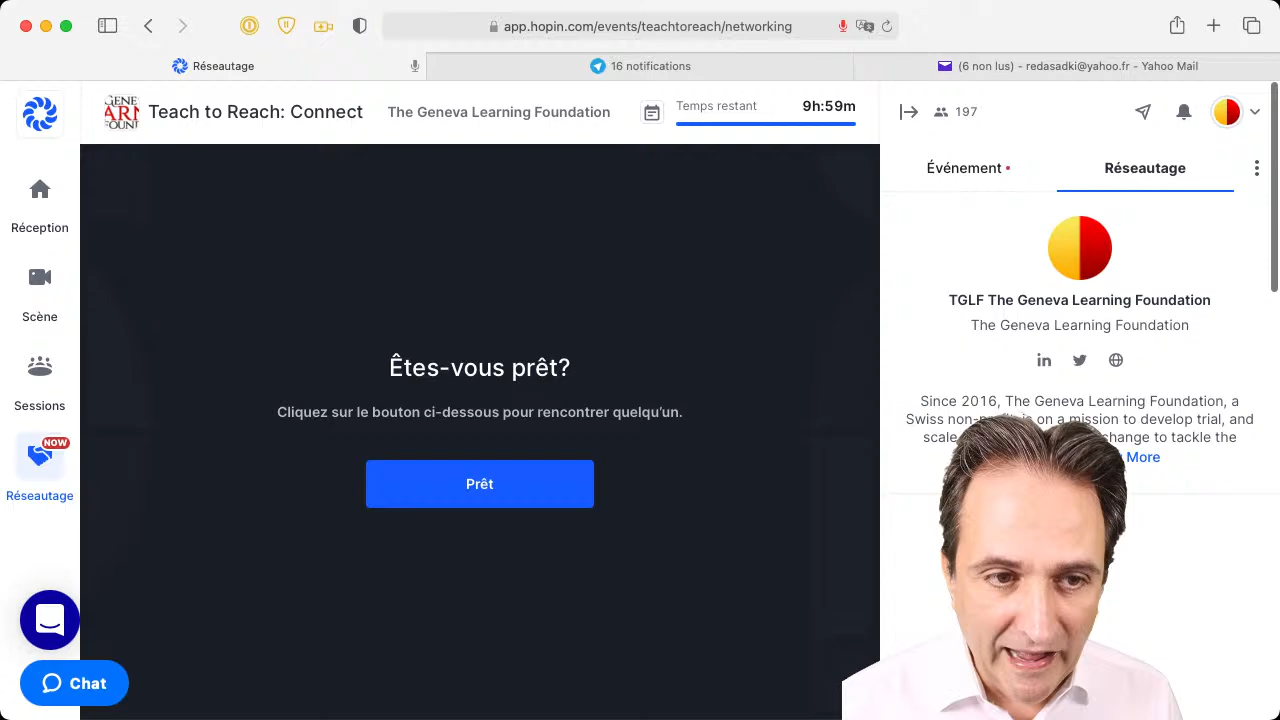 app.hopin.com/events/teachtoreach/networking
Réseautage
16 notifications
(6 non lus) - redasadki@yahoo.fr - Yahoo Mail
Teach to Reach: Connect
The Geneva Learning Foundation
Temps restant
9h:59m
197
Événement
Réseautage
Réception
Scène
Sessions
NOW
Réseautage
Êtes-vous prêt?
Cliquez sur le bouton ci-dessous pour rencontrer quelqu’un.
Prêt
TGLF The Geneva Learning Foundation
The Geneva Learning Foundation
in
Since 2016, The Geneva Learning Foundation, a
Swiss is on a mission to develop trial, and
change to tackle the
More
Chat